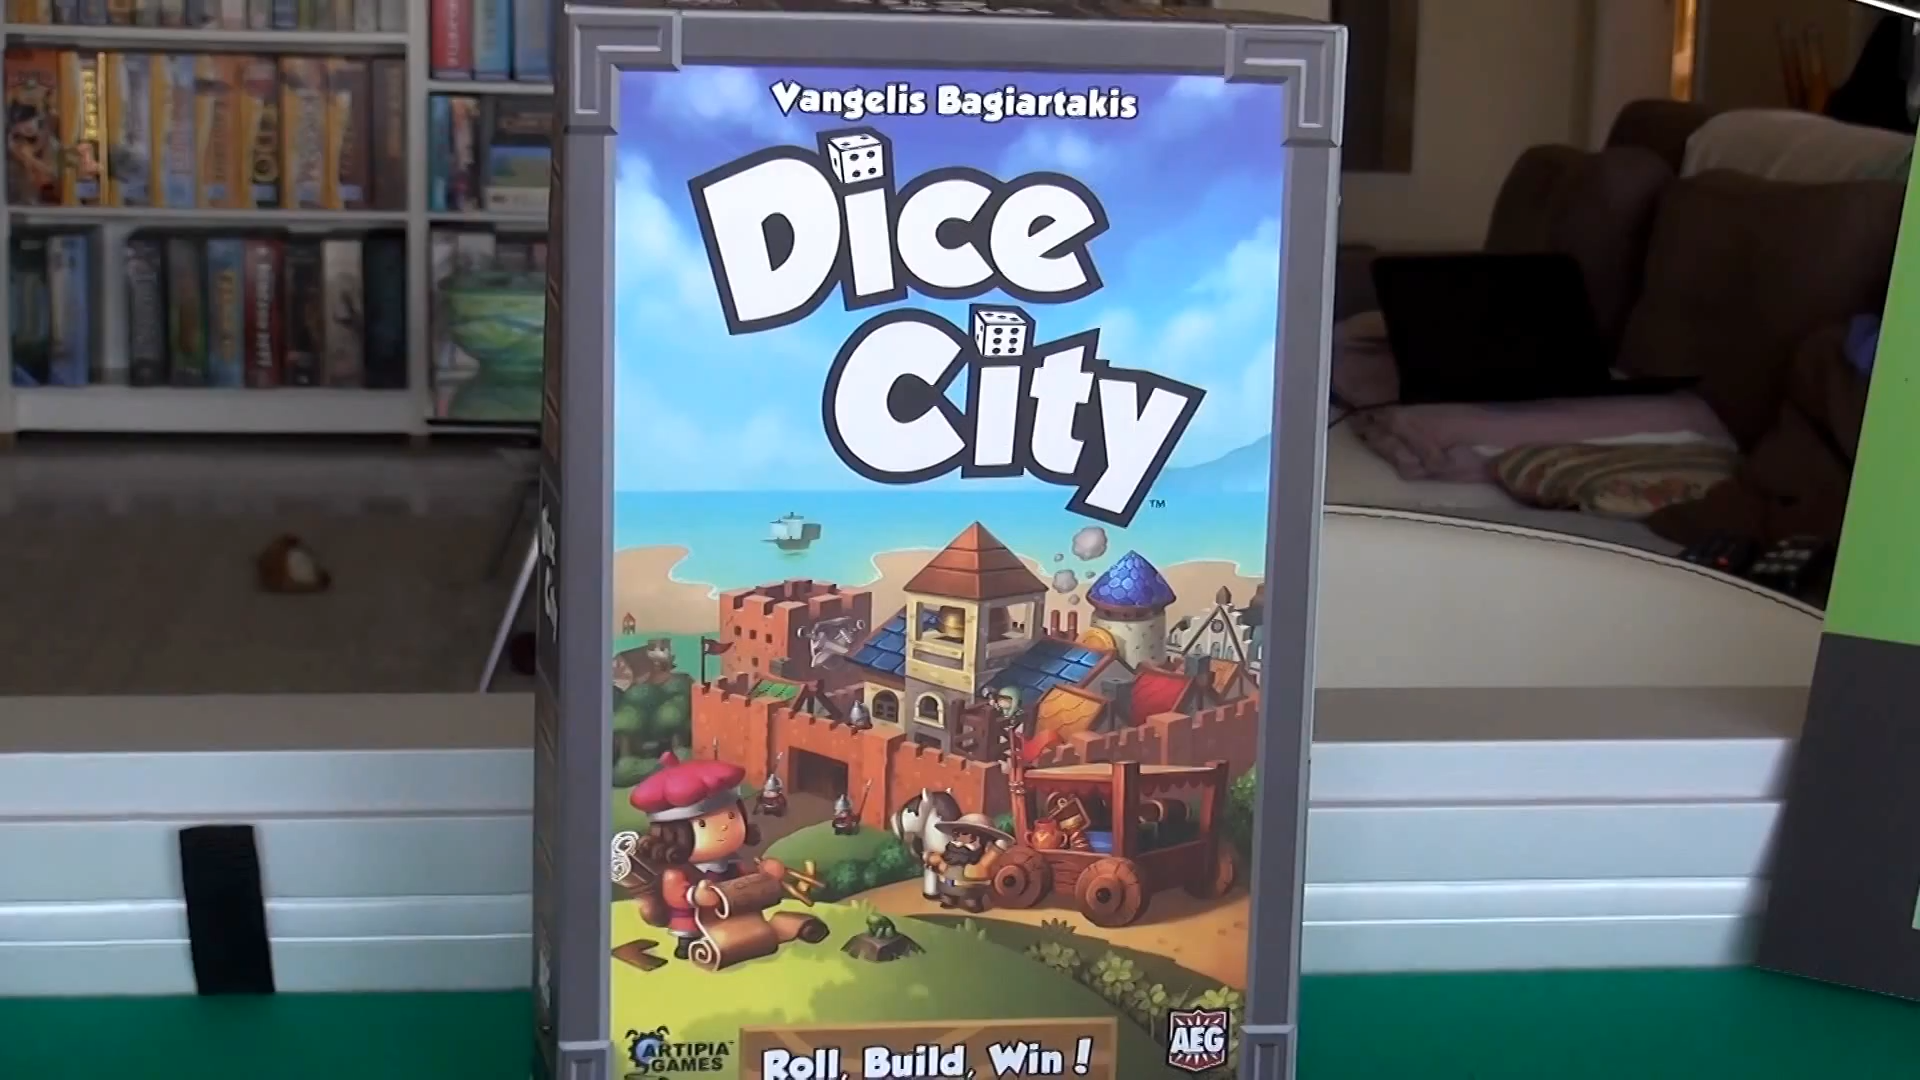 Vangelis Bagiartakis
Dice
City
™
ARTIPIA
GAMES
Roll, Build, Win!
AEG